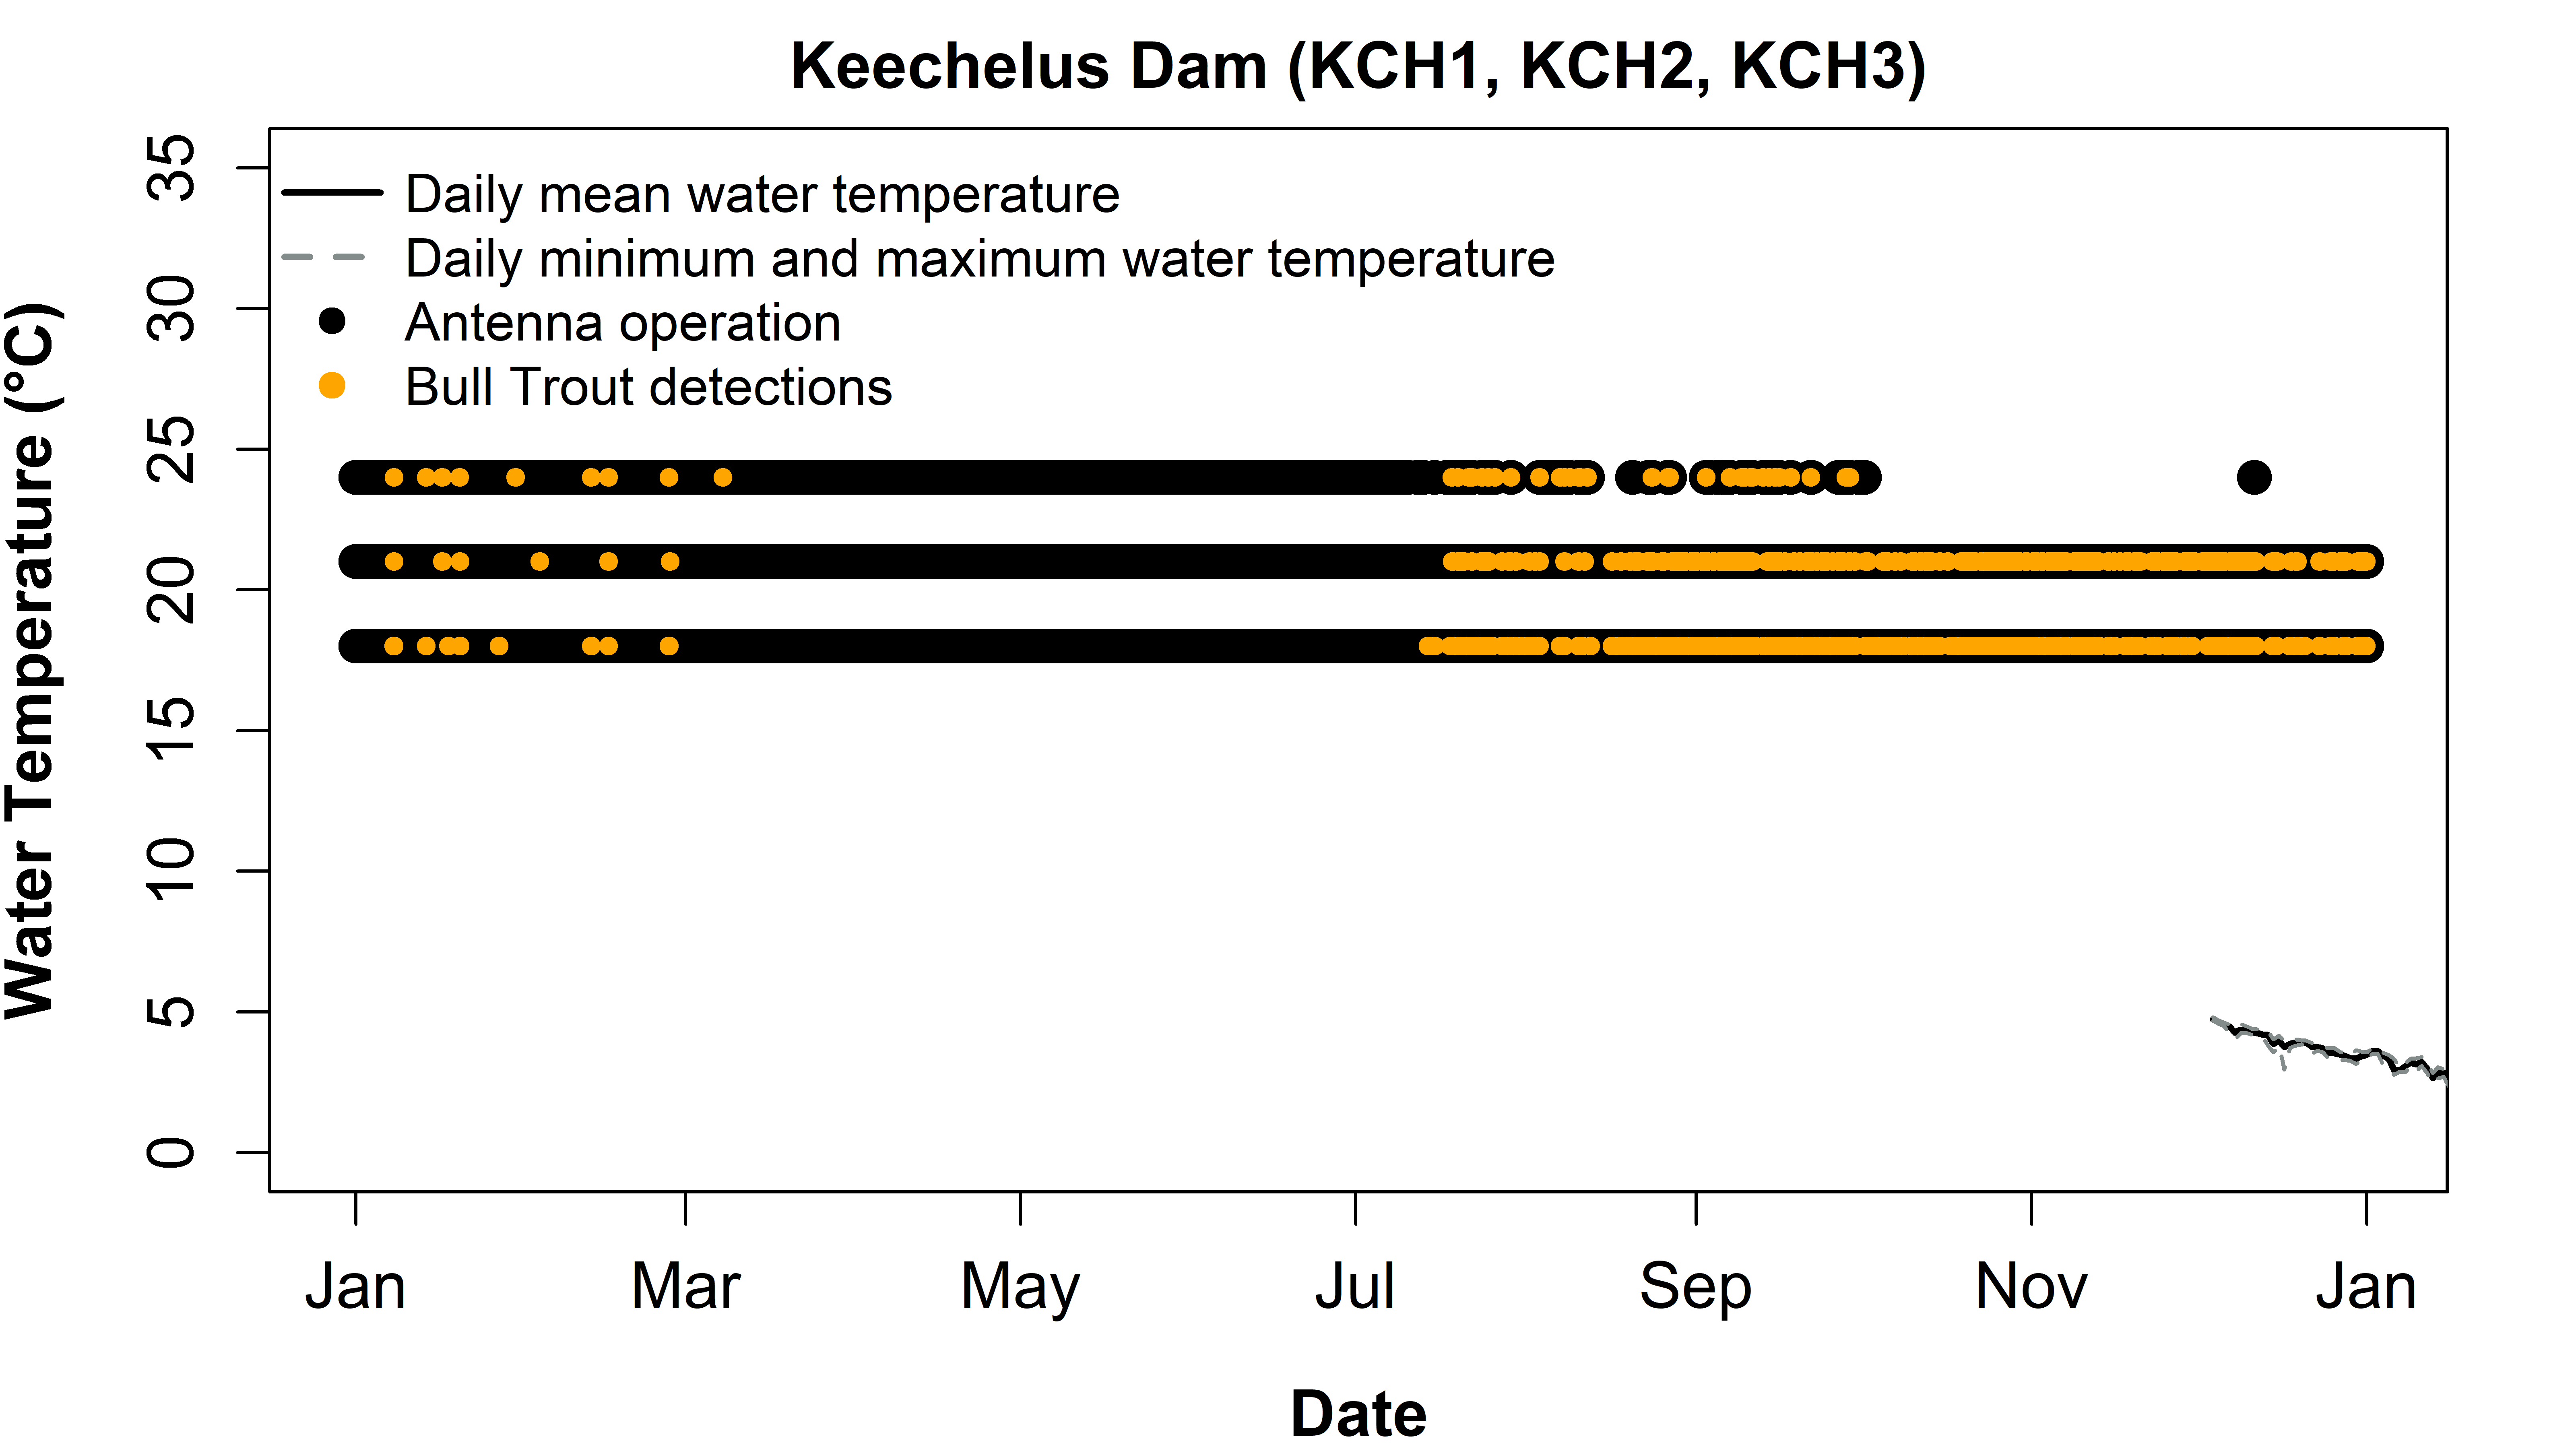 Keechelus Dam (KCH1, KCH2, KCH3)
Daily mean water temperature
Daily minimum and maximum water temperature
Antenna operation
Bull Trout detections
Water Temperature (°C)
35
30
25
20
15
10
5
0
Jan Mar May Jul Sep Nov Jan
Date